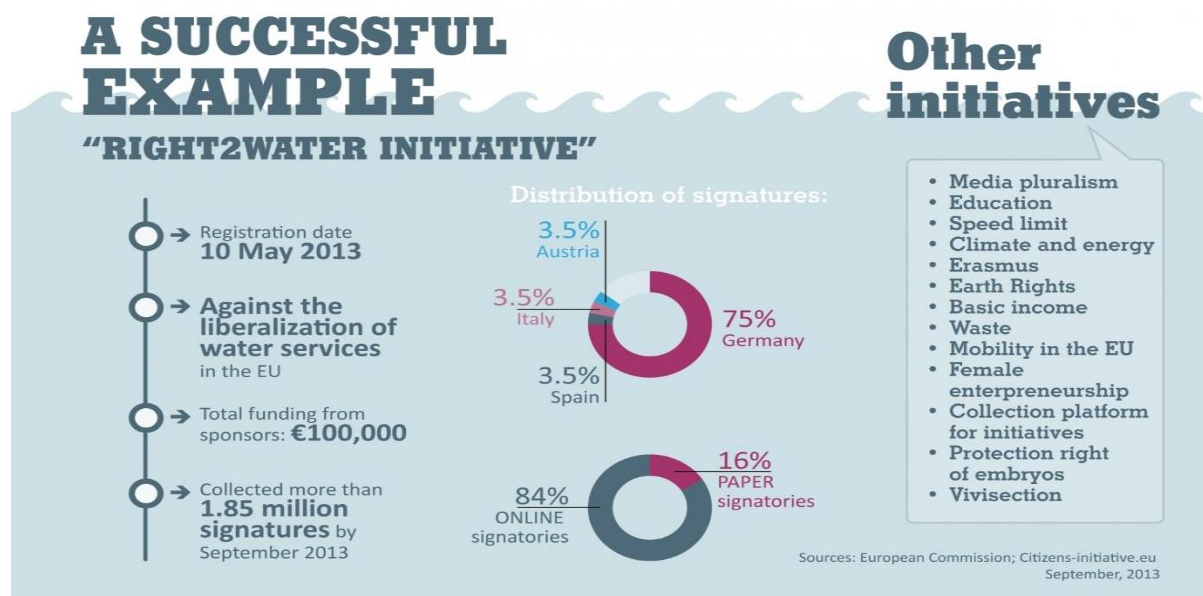 A SUCCESSFUL
EXAMPLE
“RIGHT2WATER INITIATIVE”
Registration date
10 May 2013
Against the
liberalization of
water services
in the EU
Total funding from
sponsors: €100,000
Collected more than
1.85 million
signatures by
September 2013
Distribution of signatures:
3.5%
Austria
3.5%
Italy
3.5%
Spain
75%
Germany
84%
ONLINE
signatories
16%
PAPER
signatories
Other
initiatives
• Media pluralism
• Education
• Speed limit
• Climate and energy
• Erasmus
• Earth Rights
• Basic income
• Waste
• Mobility in the EU
• Female
enterpreneurship
• Collection platform
for initiatives
• Protection right
of embryos
• Vivisection
Sources: European Commission; Citizens-initiative.eu
September, 2013